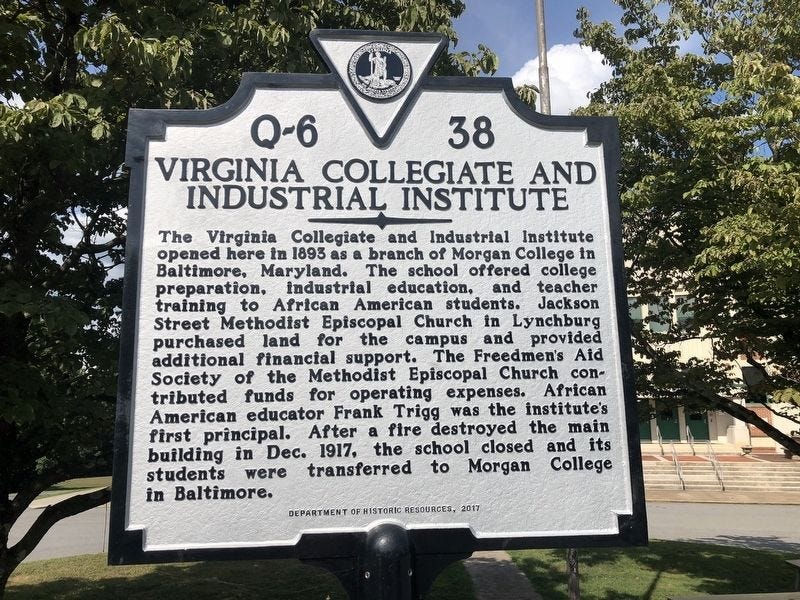 Q-6 38
VIRGINIA COLLEGIATE AND
INDUSTRIAL INSTITUTE
The Virginia Collegiate and Industrial Institute
opened here in 1893 as a branch of Morgan College in
Baltimore, Maryland. The school offered college
preparation, industrial education, and teacher
training to African American students. Jackson
Street Methodist Episcopal Church in Lynchburg
purchased land for the campus and provided
additional financial support. The Freedmen's Aid
Society of the Methodist Episcopal Church con-
tributed funds for operating expenses. African
American educator Frank Trigg was the institute's
first principal. After a fire destroyed the main
building in Dec. 1917, the school closed and its
students were transferred to Morgan College
in Baltimore.
DEPARTMENT OF HISTORIC RESOURCES, 2017